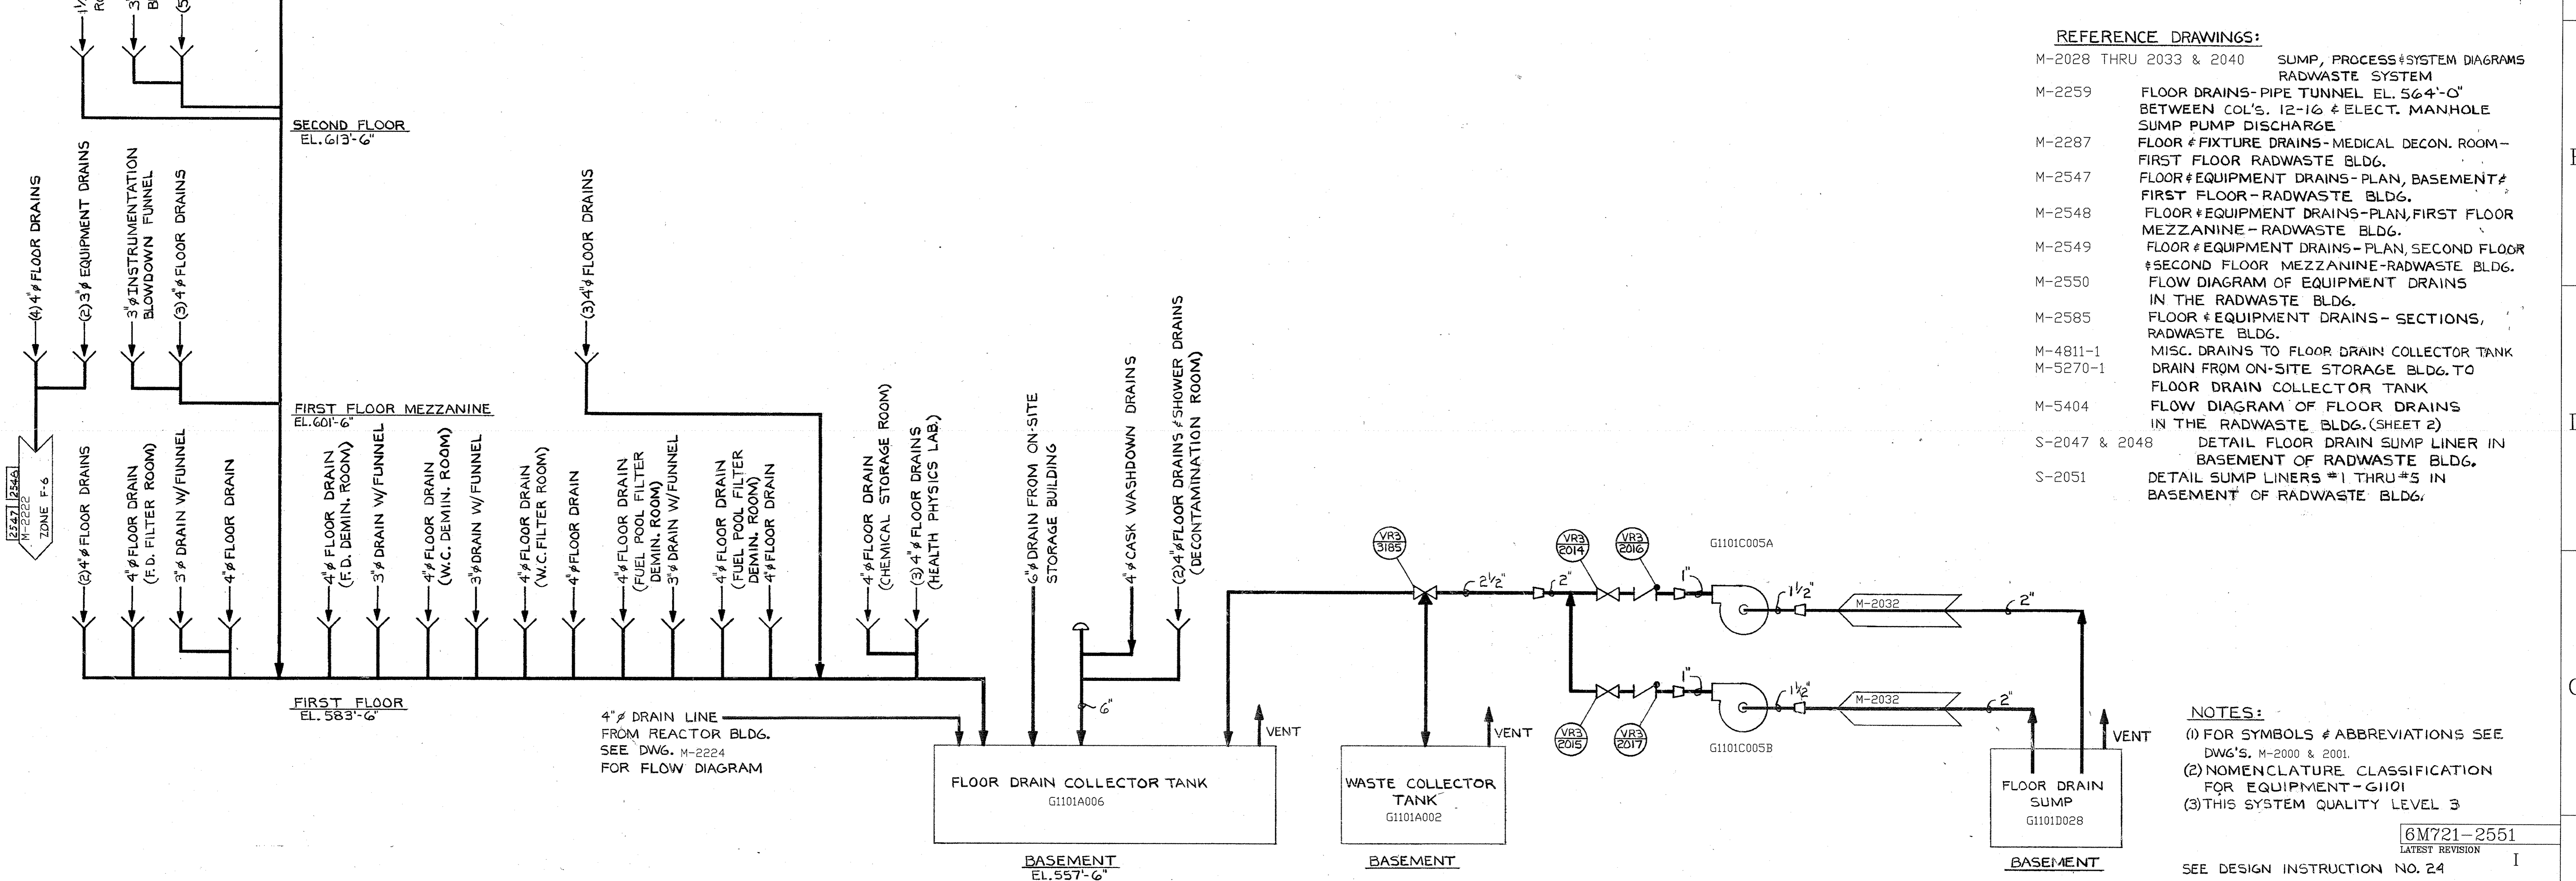 SECOND FLOOR
EL. 613'-6"
(4)4"ø FLOOR DRAINS
(2)3"ø EQUIPMENT DRAINS
3"ø INSTRUMENTATION
BLOWDOWN FUNNEL
(3)4"ø FLOOR DRAINS
(3)4"ø FLOOR DRAINS
FIRST FLOOR MEZZANINE
EL.601'-6"
2547 2546
M-2222
ZONE F-6
(2)4"ø FLOOR DRAINS
4"ø FLOOR DRAIN
(F.D. FILTER ROOM)
3"ø DRAIN W/FUNNEL
4"ø FLOOR DRAIN
4"ø FLOOR DRAIN
(F.D. DEMIN. ROOM)
3"ø DRAIN W/FUNNEL
4"ø FLOOR DRAIN
(W.C. DEMIN. ROOM)
3"ø DRAIN W/FUNNEL
4"ø FLOOR DRAIN
(W.C. FILTER ROOM)
4"ø FLOOR DRAIN
4"ø FLOOR DRAIN
(FUEL POOL FILTER
DEMIN. ROOM)
3"ø DRAIN W/FUNNEL
4"ø FLOOR DRAIN
(FUEL POOL FILTER
DEMIN. ROOM)
4"ø FLOOR DRAIN
4"ø FLOOR DRAIN
(CHEMICAL STORAGE ROOM)
(3)4"ø FLOOR DRAINS
(HEALTH PHYSICS LAB.)
6"ø DRAIN FROM ON-SITE
STORAGE BUILDING
4"ø CASK WASHDOWN DRAINS
(2)4"ø FLOOR DRAINS & SHOWER DRAINS
(DECONTAMINATION ROOM)
FIRST FLOOR
EL. 583'-6"
4"ø DRAIN LINE
FROM REACTOR BLDG.
SEE DWG. M-2224
FOR FLOW DIAGRAM
6"
VENT
FLOOR DRAIN COLLECTOR TANK
G1101A006
BASEMENT
EL.557'-6"
VENT
WASTE COLLECTOR
TANK
G1101A002
BASEMENT
VR3
3185
2 1/2"
2"
VR3
2014
VR3
2016
1"
G1101C005A
1 1/2"
M-2032
2"
VR3
2015
VR3
2017
1"
G1101C005B
1 1/2"
M-2032
2"
VENT
FLOOR DRAIN
SUMP
G1101D028
BASEMENT
REFERENCE DRAWINGS:
M-2028 THRU 2033 & 2040 SUMP, PROCESS & SYSTEM DIAGRAMS
RADWASTE SYSTEM
M-2259 FLOOR DRAINS-PIPE TUNNEL EL. 564'-0"
BETWEEN COL'S. 12-16 & ELECT. MANHOLE
SUMP PUMP DISCHARGE
M-2287 FLOOR & FIXTURE DRAINS-MEDICAL DECON. ROOM-
FIRST FLOOR RADWASTE BLDG.
M-2547 FLOOR & EQUIPMENT DRAINS-PLAN, BASEMENT &
FIRST FLOOR-RADWASTE BLDG.
M-2548 FLOOR & EQUIPMENT DRAINS-PLAN, FIRST FLOOR
MEZZANINE-RADWASTE BLDG.
M-2549 FLOOR & EQUIPMENT DRAINS-PLAN, SECOND FLOOR
& SECOND FLOOR MEZZANINE-RADWASTE BLDG.
M-2550 FLOW DIAGRAM OF EQUIPMENT DRAINS
IN THE RADWASTE BLDG.
M-2585 FLOOR & EQUIPMENT DRAINS-SECTIONS,
RADWASTE BLDG.
M-4811-1 MISC. DRAINS TO FLOOR DRAIN COLLECTOR TANK
M-5270-1 DRAIN FROM ON-SITE STORAGE BLDG. TO
FLOOR DRAIN COLLECTOR TANK
M-5404 FLOW DIAGRAM OF FLOOR DRAINS
IN THE RADWASTE BLDG. (SHEET 2)
S-2047 & 2048 DETAIL FLOOR DRAIN SUMP LINER IN
BASEMENT OF RADWASTE BLDG.
S-2051 DETAIL SUMP LINERS #1 THRU #5 IN
BASEMENT OF RADWASTE BLDG.
NOTES:
(1) FOR SYMBOLS & ABBREVIATIONS SEE
DWG'S. M-2000 & 2001.
(2) NOMENCLATURE CLASSIFICATION
FOR EQUIPMENT-G1101
(3) THIS SYSTEM QUALITY LEVEL 3
6M721-2551
LATEST REVISION
I
SEE DESIGN INSTRUCTION NO. 24